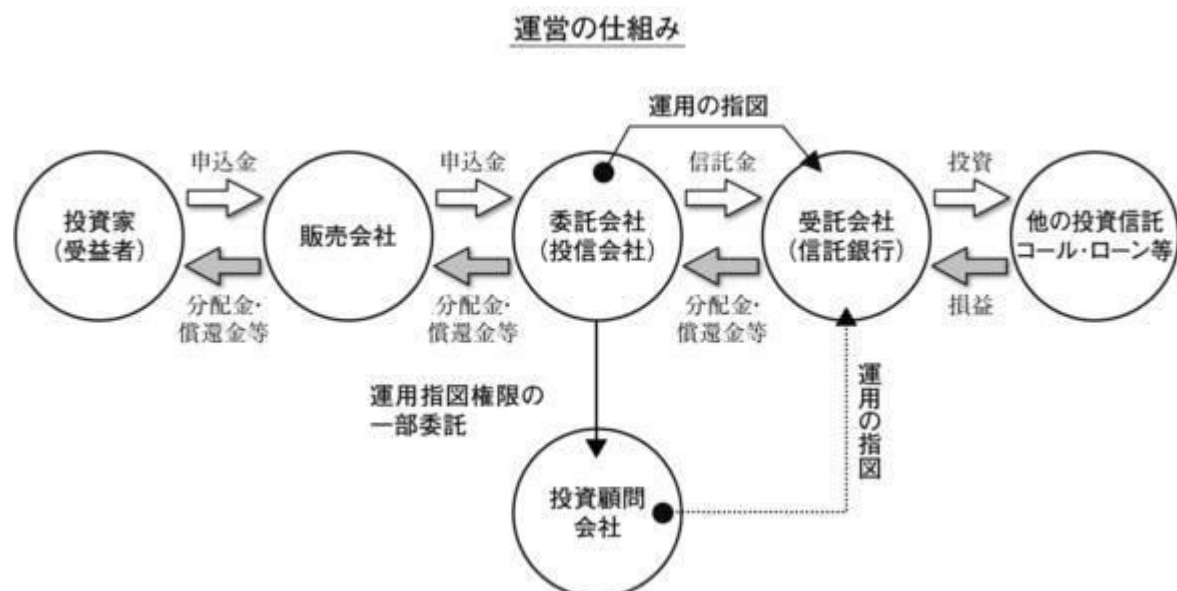 運営の仕組み
運用の指図
申込金
申込金
信託金
投資
投資家
(受益者)
販売会社
委託会社
(投信会社)
受託会社
(信託銀行)
他の投資信託
コール・ローン等
分配金・
償還金等
分配金・
償還金等
分配金・
償還金等
損益
運用指図権限の
一部委託
運用の指図
投資顧問
会社